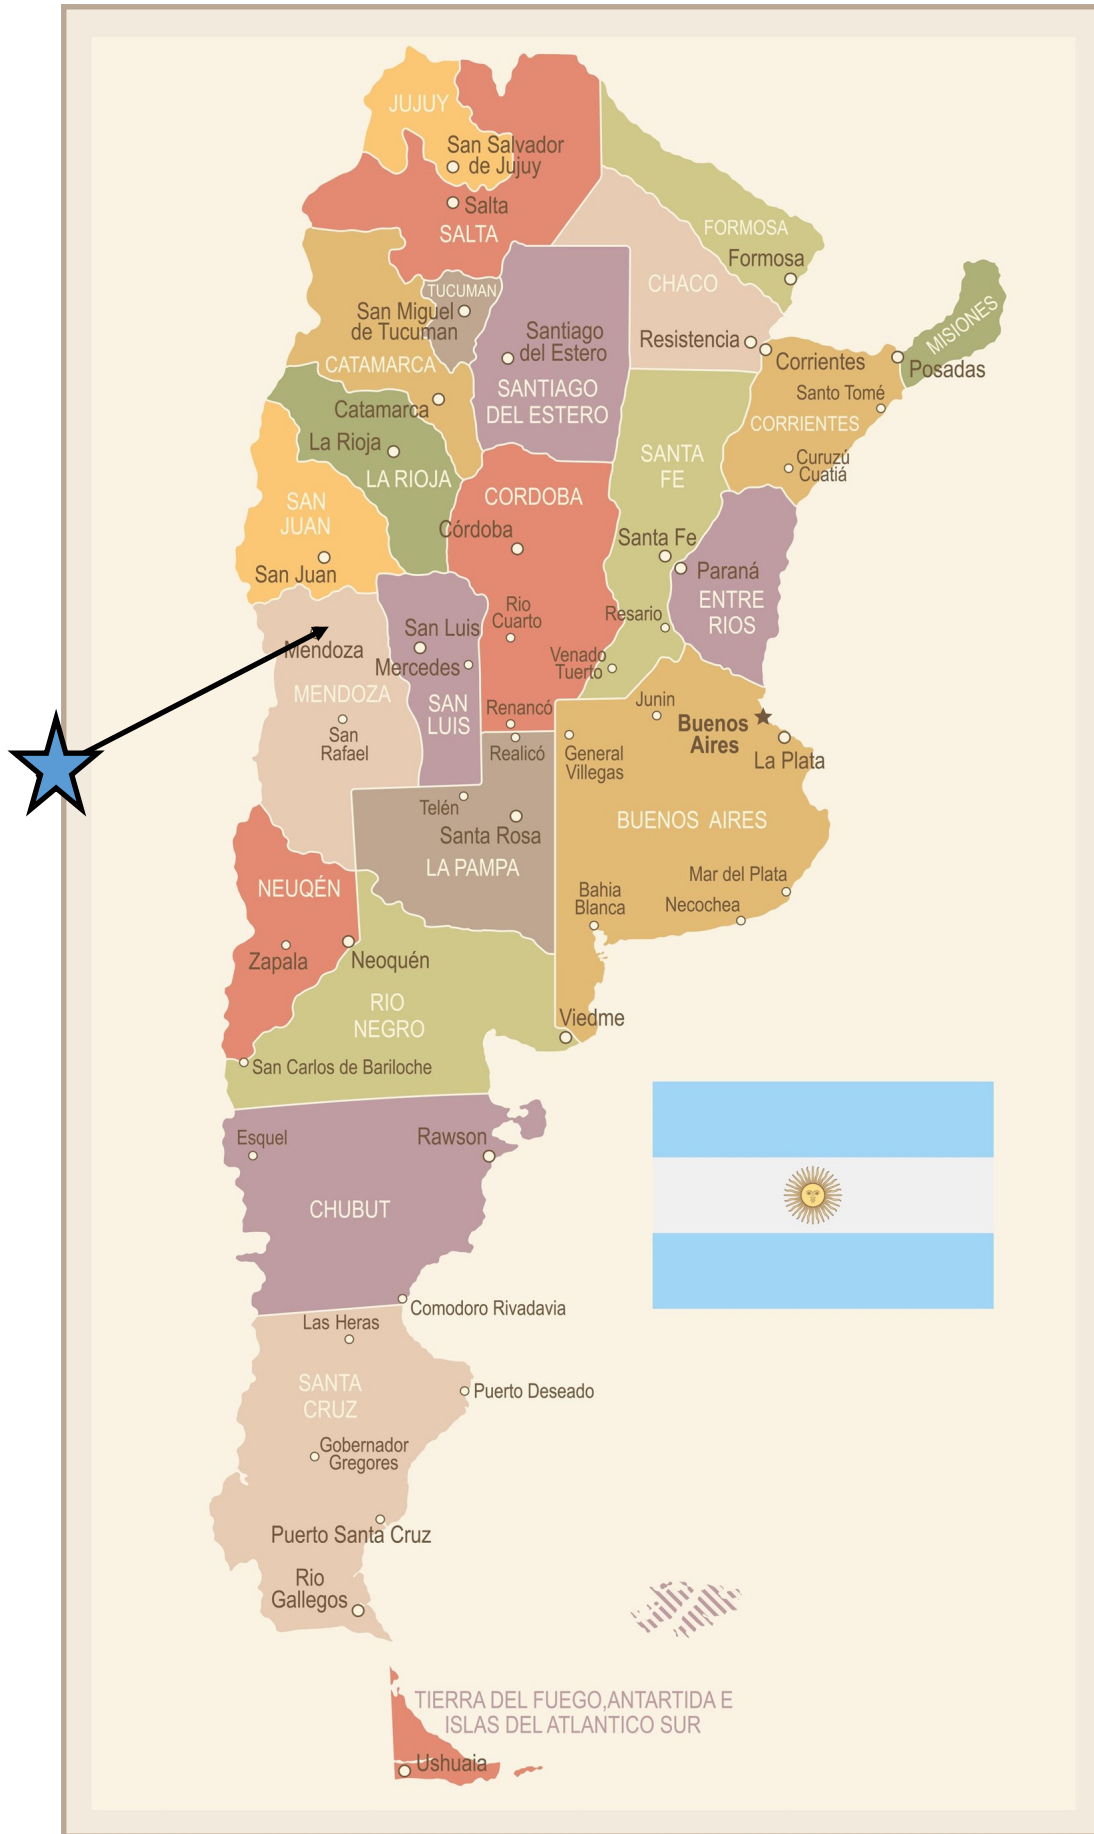 JUJUY
San Salvador
de Jujuy
Salta
SALTA
FORMOSA
Formosa
CHACO
TUCUMAN
San Miguel
de Tucuman
Santiago
del Estero
SANTIAGO
DEL ESTERO
Resistencia
Corrientes
MISIONES
Posadas
CATAMARCA
Catamarca
Santo Tomé
CORRIENTES
Curuzú
Cuatiá
La Rioja
LA RIOJA
SANTA
FE
CORDOBA
Córdoba
SAN
JUAN
San Juan
Santa Fe
Paraná
ENTRE
RIOS
Rio
Cuarto
Resario
Mendoza
MENDOZA
San Luis
Mercedes
SAN
LUIS
Venado
Tuerto
San
Rafael
Renancó
Realicó
Junin
Buenos
Aires
La Plata
General
Villegas
Telén
Santa Rosa
LA PAMPA
BUENOS AIRES
Mar del Plata
Necochea
Bahia
Blanca
NEUQÉN
Zapala
Neoquén
RIO
NEGRO
Viedme
San Carlos de Bariloche
Esquel
Rawson
CHUBUT
Comodoro Rivadavia
Las Heras
SANTA
CRUZ
Puerto Deseado
Gobernador
Gregores
Puerto Santa Cruz
Rio
Gallegos
TIERRA DEL FUEGO,ANTARTIDA E
ISLAS DEL ATLANTICO SUR
Ushuaia